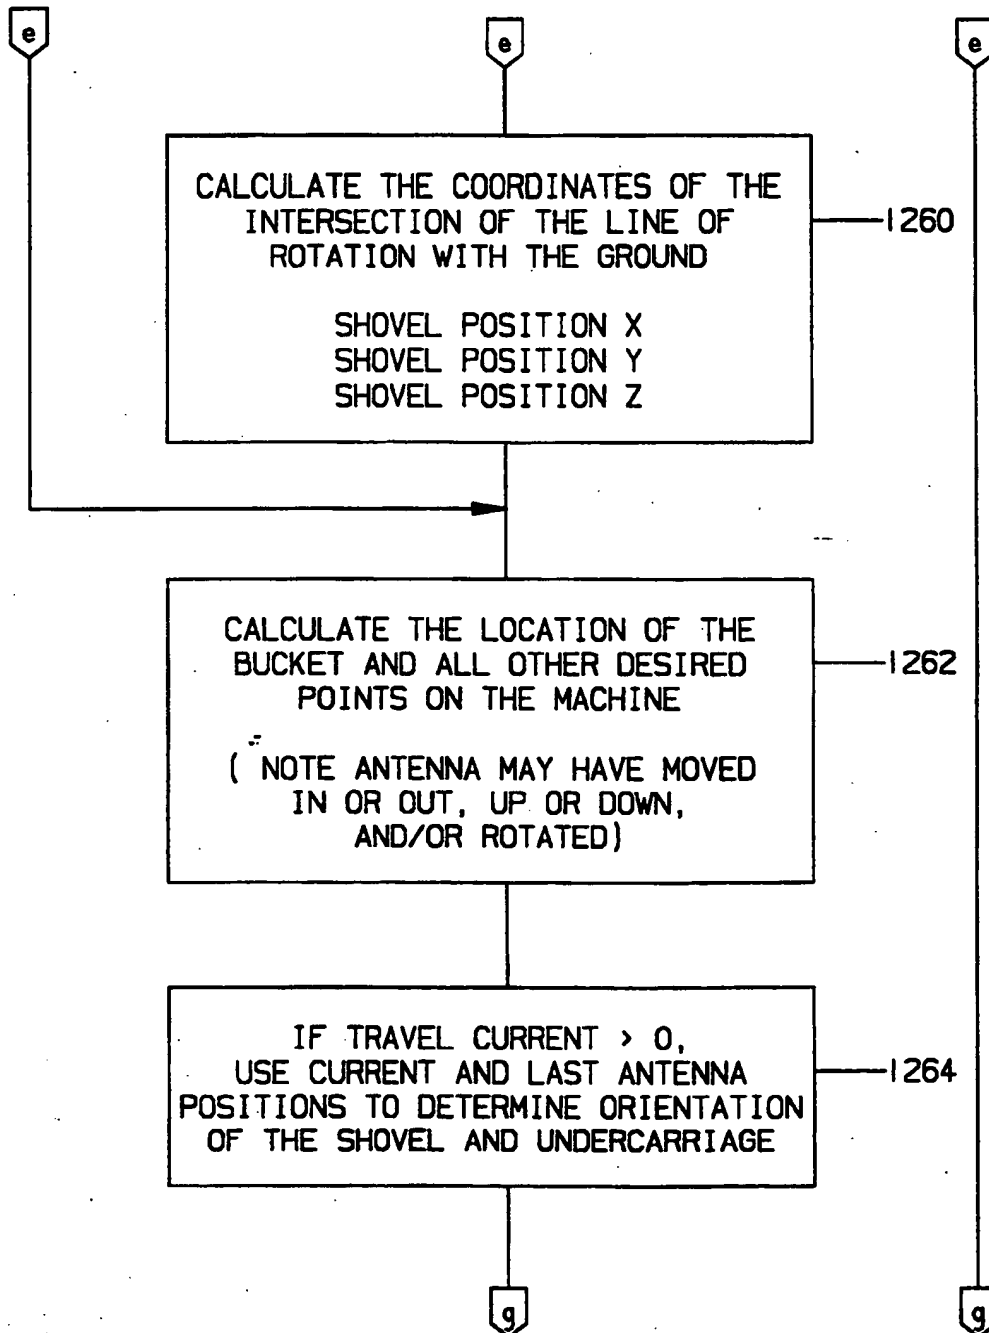 e
e
e
CALCULATE THE COORDINATES OF THE
INTERSECTION OF THE LINE OF
ROTATION WITH THE GROUND
SHOVEL POSITION X
SHOVEL POSITION Y
SHOVEL POSITION Z
1260
CALCULATE THE LOCATION OF THE
BUCKET AND ALL OTHER DESIRED
POINTS ON THE MACHINE
( NOTE ANTENNA MAY HAVE MOVED
IN OR OUT, UP OR DOWN,
AND/OR ROTATED)
1262
IF TRAVEL CURRENT > 0,
USE CURRENT AND LAST ANTENNA
POSITIONS TO DETERMINE ORIENTATION
OF THE SHOVEL AND UNDERCARRIAGE
1264
g
g